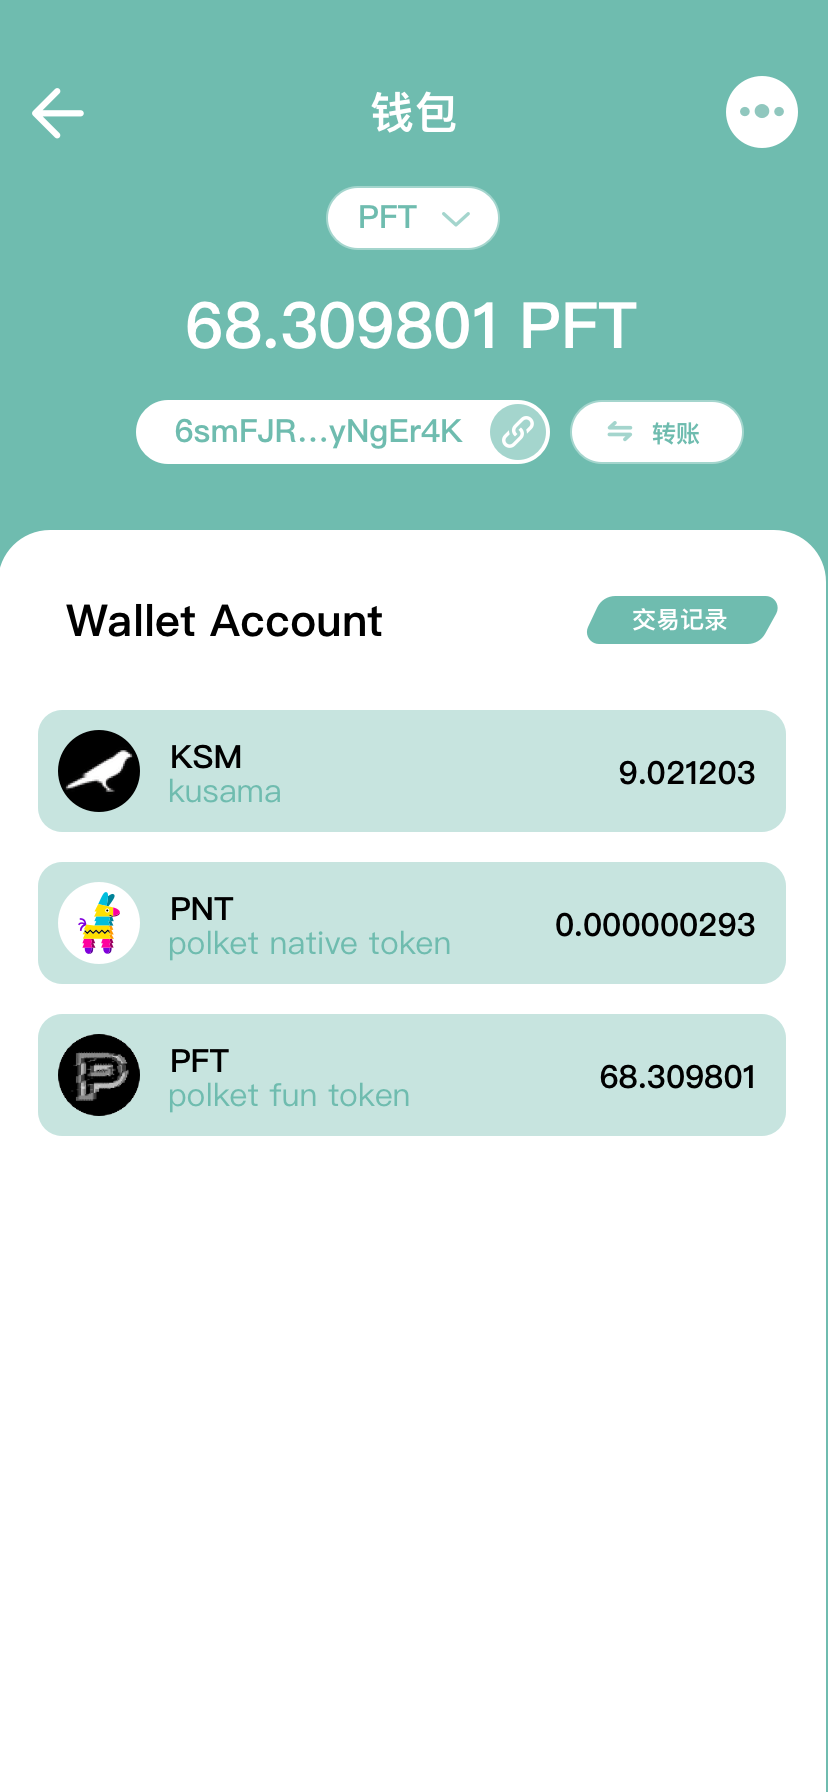 钱包
PFT
68.309801 PFT
6smFJR...yNgEr4K
转账
Wallet Account
交易记录
KSM
kusama
9.021203
PNT
polket native token
0.000000293
PFT
polket fun token
68.309801